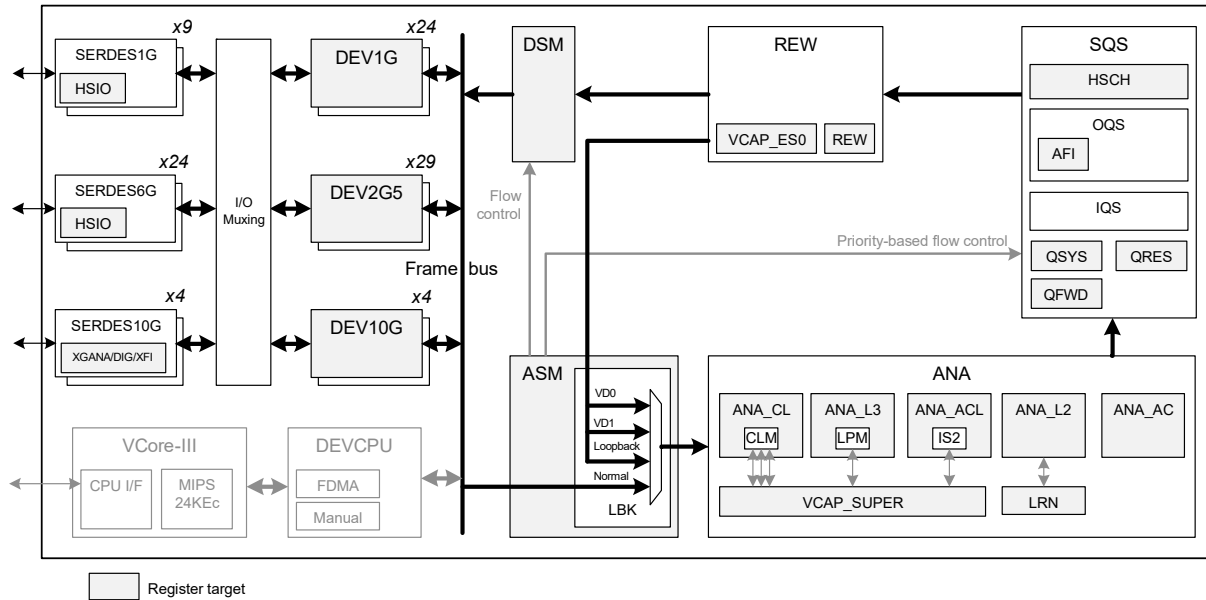 x9
SERDES1G
HSIO
x24
SERDES6G
HSIO
x4
SERDES10G
XGANA/DIG/XFI
I/O
Muxing
x24
DEV1G
x29
DEV2G5
x4
DEV10G
Frame bus
VCore-III
CPU I/F
MIPS
24KEc
DEVCPU
FDMA
Manual
DSM
Flow
control
REW
VCAP_ES0
REW
Priority-based flow control
SQS
HSCH
OQS
AFI
IQS
QSYS
QRES
QFWD
ASM
VD0
VD1
Loopback
Normal
LBK
ANA
ANA_CL
CLM
ANA_L3
LPM
ANA_ACL
IS2
ANA_L2
ANA_AC
VCAP_SUPER
LRN
Register target